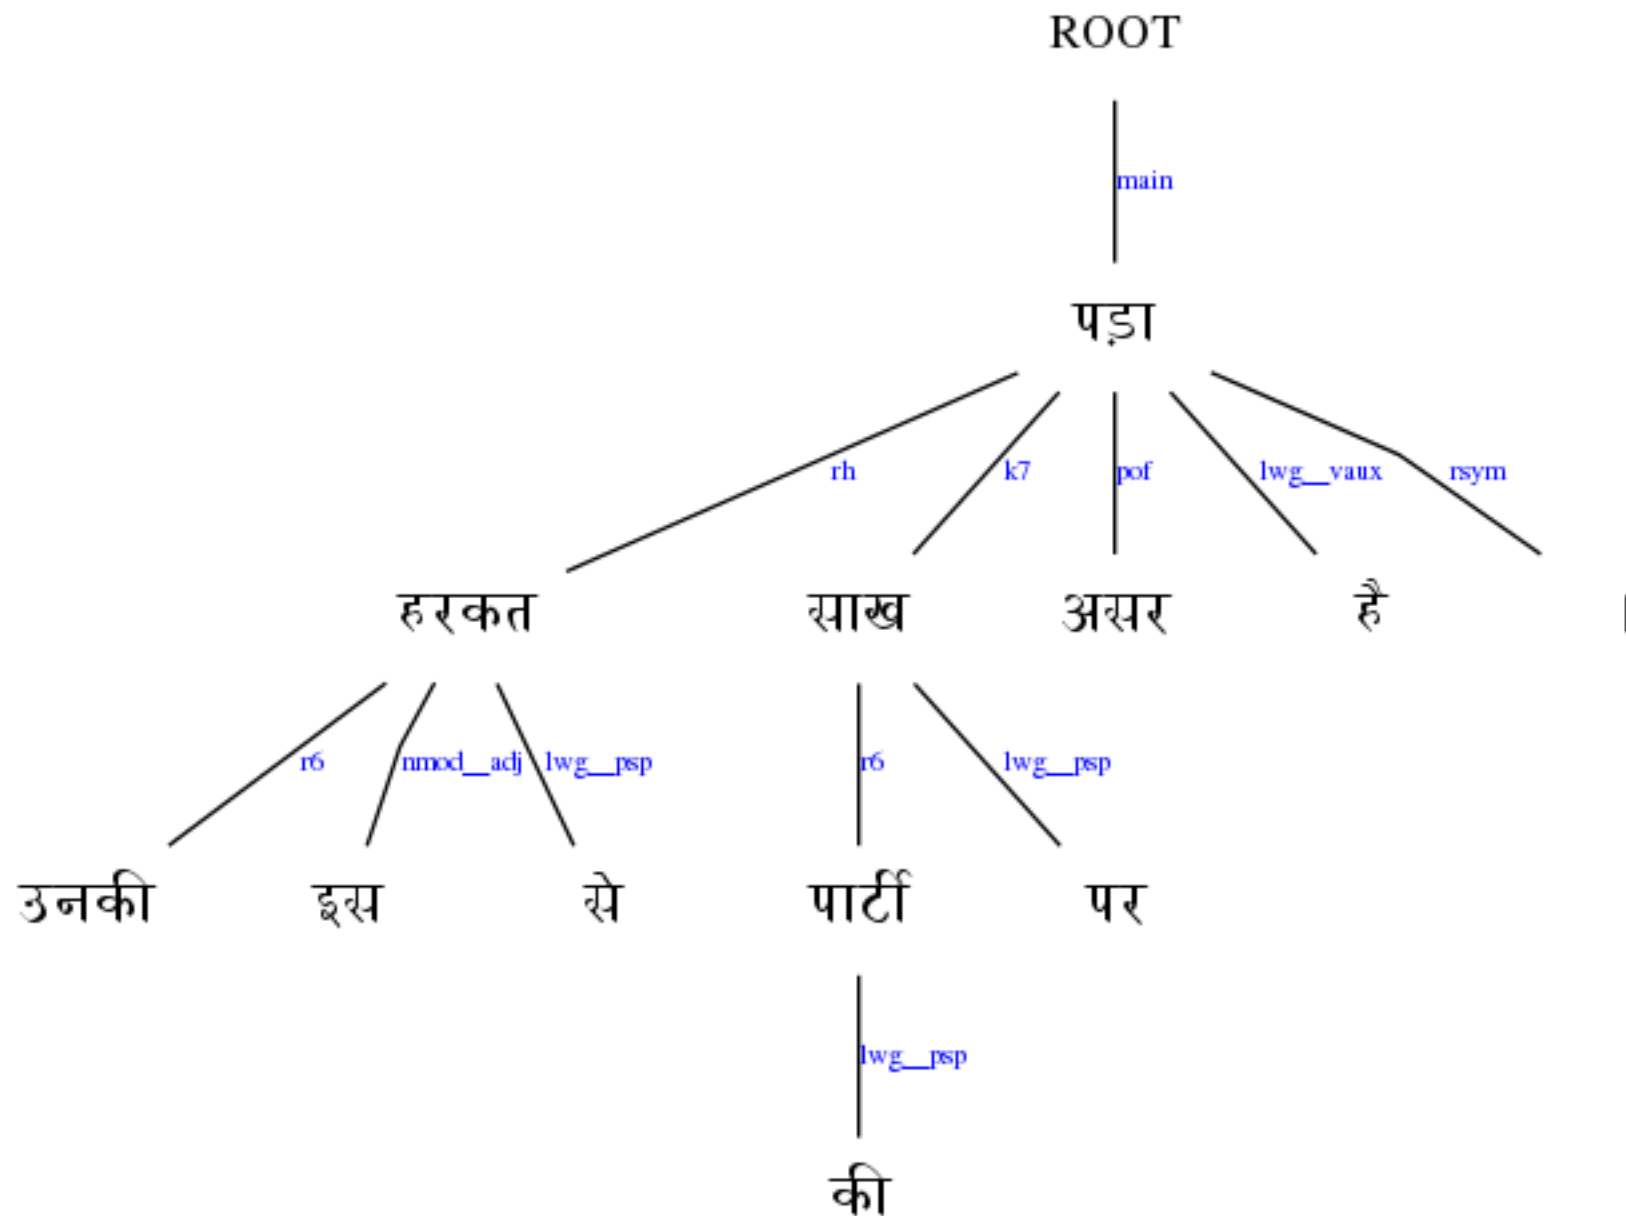 ROOT
main
पड़ा
rh k7 pof lwg__vaux rsym
हरकत साख असर है
r6 nmod__adj lwg__psp r6 lwg__psp
उनकी इस से पार्टी पर
lwg__psp
की